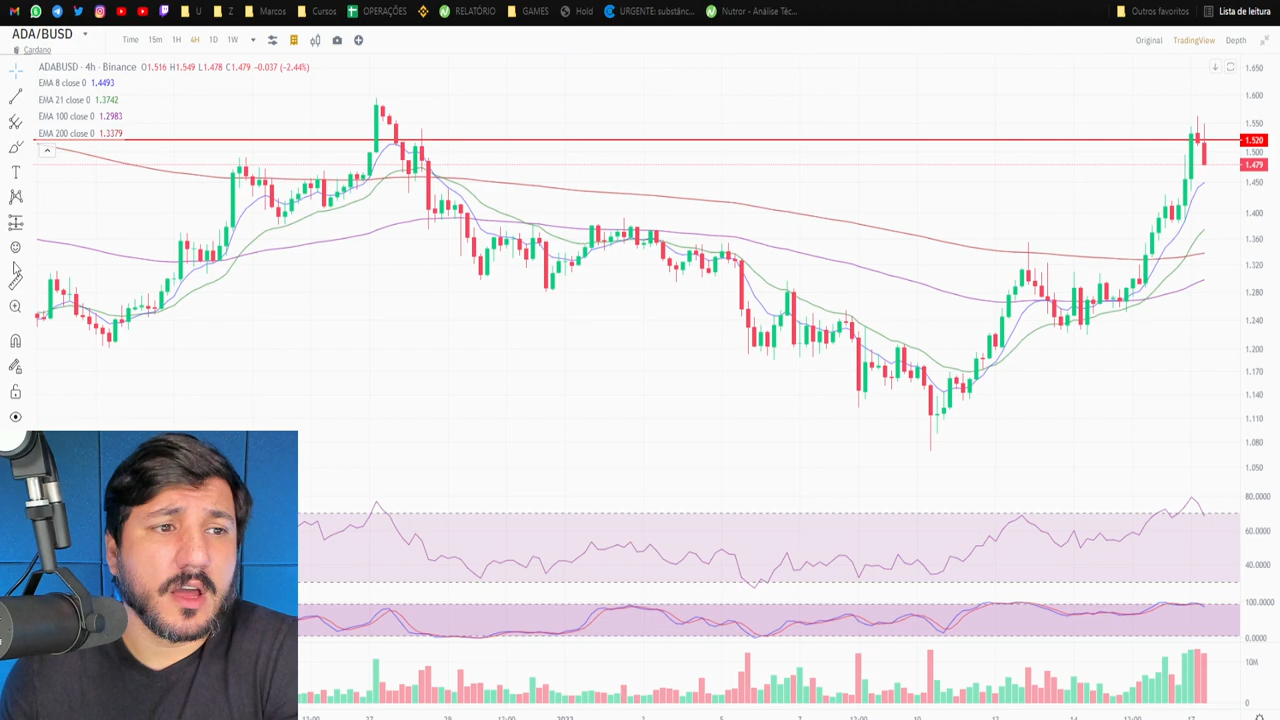 U Z Marcos Cursos OPERAÇÕES RELATÓRIO GAMES Hold URGENTE: substânc... Nutror - Análise Téc... Outros favoritos Lista de leitura
ADA/BUSD
Cardano
Time 15m 1H 4H 1D 1W Original TradingView Depth
ADABUSD · 4h · Binance O1.516 H1.549 L1.478 C1.479 −0.037 (−2.44%)
EMA 8 close 0 1.4493
EMA 21 close 0 1.3742
EMA 100 close 0 1.2983
EMA 200 close 0 1.3379
1.650
1.600
1.550
1.520
1.500
1.479
1.450
1.400
1.360
1.320
1.280
1.240
1.200
1.170
1.140
1.110
1.080
1.050
80.0000
60.0000
40.0000
100.0000
0.0000
10M
0